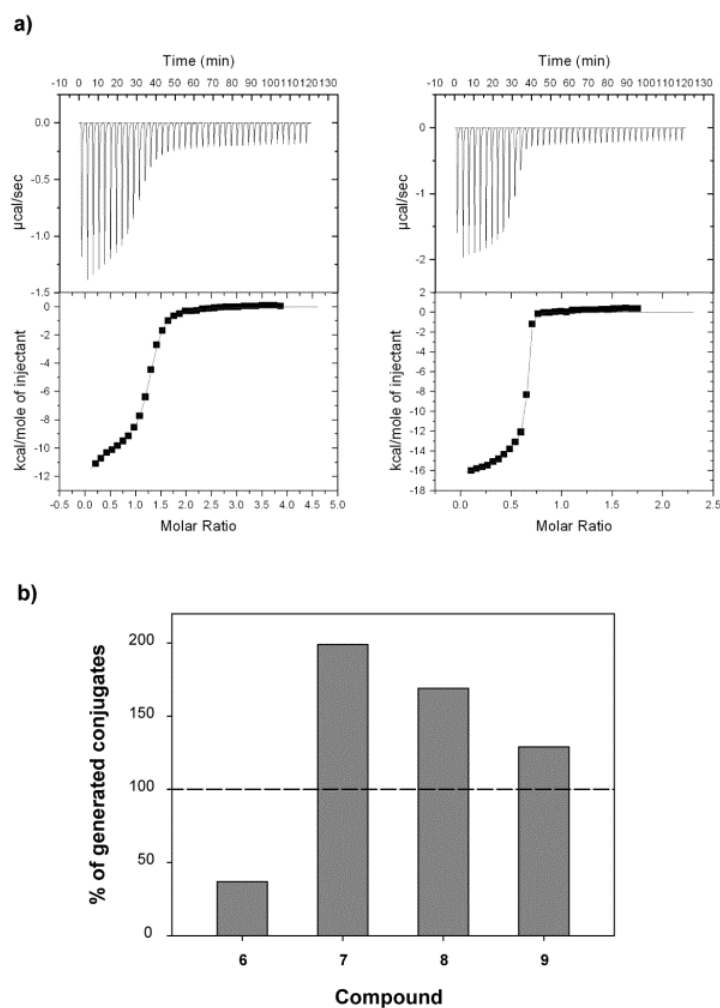 a)
Time (min)
-10 0 10 20 30 40 50 60 70 80 90 100 110 120 130
0.0
-0.5
-1.0
-1.5
µcal/sec
0
-2
-4
-6
-8
-10
-12
kcal/mole of injectant
-0.5 0.0 0.5 1.0 1.5 2.0 2.5 3.0 3.5 4.0 4.5 5.0
Molar Ratio
Time (min)
-10 0 10 20 30 40 50 60 70 80 90 100 110 120 130
0
-1
-2
µcal/sec
2
0
-2
-4
-6
-8
-10
-12
-14
-16
-18
kcal/mole of injectant
0.0 0.5 1.0 1.5 2.0 2.5
Molar Ratio
b)
% of generated conjugates
200
150
100
50
0
6 7 8 9
Compound